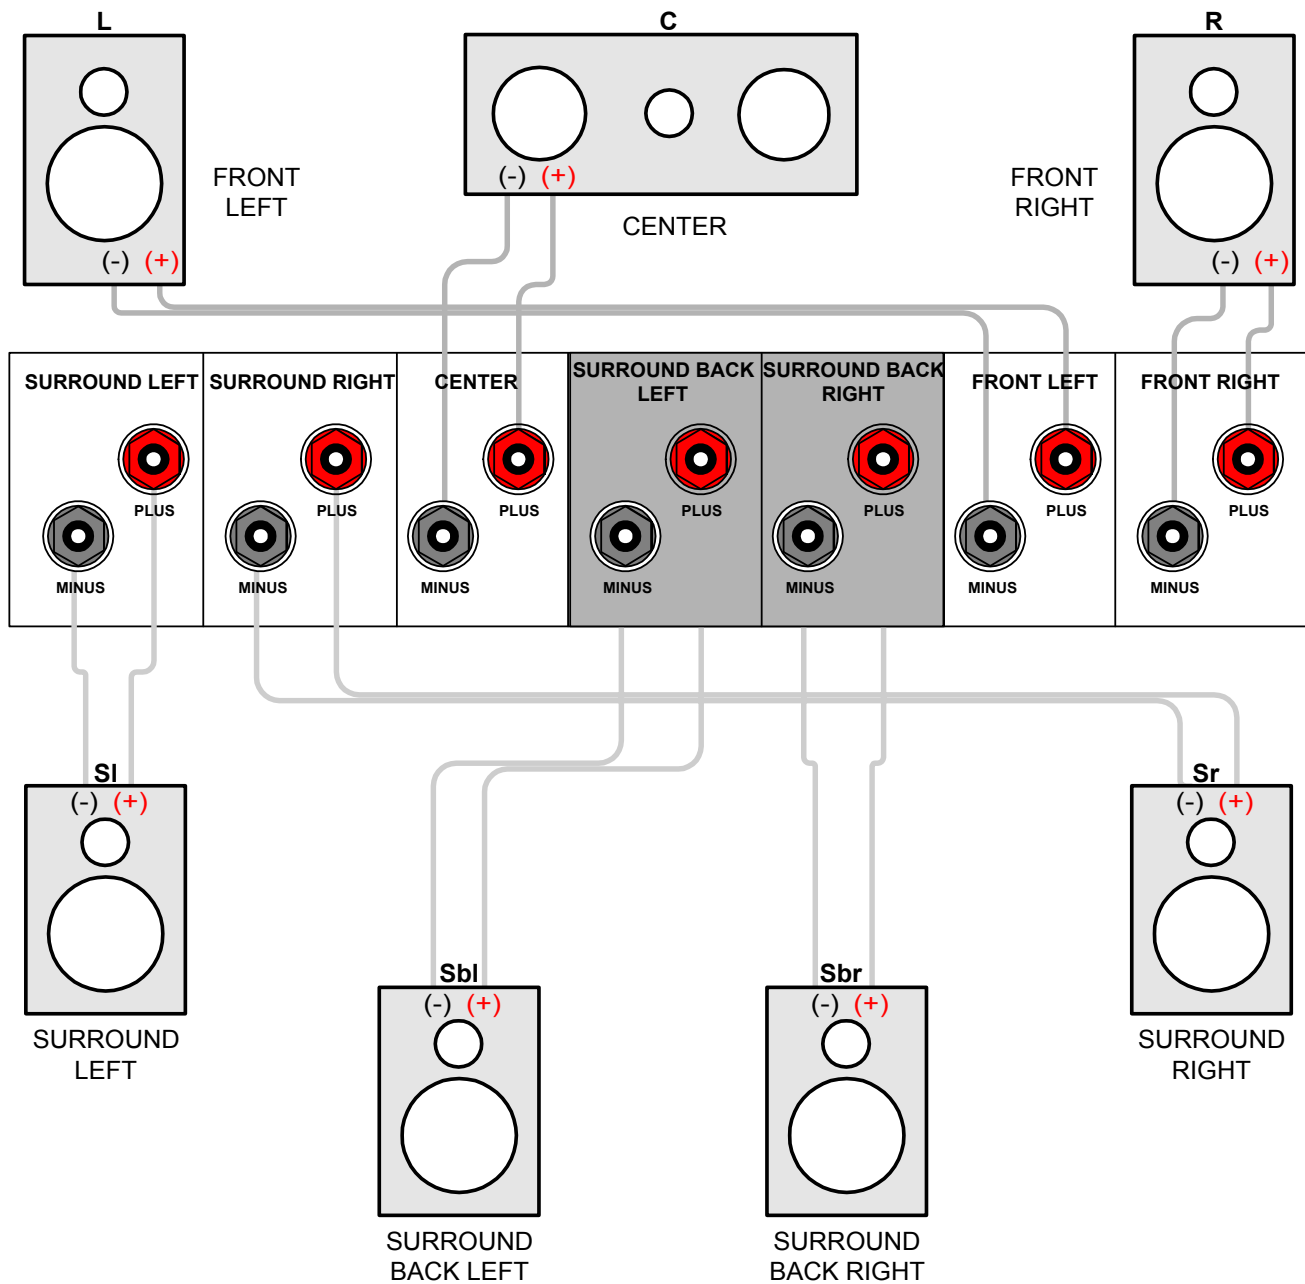 L
C
R
FRONT
LEFT
(-) (+)
(-) (+)
CENTER
FRONT
RIGHT
(-) (+)
SURROUND LEFT
PLUS
MINUS
SURROUND RIGHT
PLUS
MINUS
CENTER
PLUS
MINUS
SURROUND BACK
LEFT
PLUS
MINUS
SURROUND BACK
RIGHT
PLUS
MINUS
FRONT LEFT
PLUS
MINUS
FRONT RIGHT
PLUS
MINUS
Sl
(-) (+)
SURROUND
LEFT
Sbl
(-) (+)
SURROUND
BACK LEFT
Sbr
(-) (+)
SURROUND
BACK RIGHT
Sr
(-) (+)
SURROUND
RIGHT